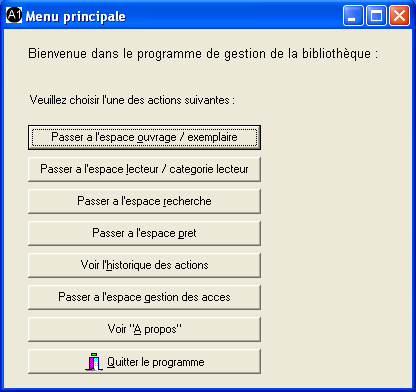 A1 Menu principale
Bienvenue dans le programme de gestion de la bibliothèque :
Veuillez choisir l'une des actions suivantes :
Passer a l'espace ouvrage / exemplaire
Passer a l'espace lecteur / categorie lecteur
Passer a l'espace recherche
Passer a l'espace pret
Voir l'historique des actions
Passer a l'espace gestion des acces
Voir "A propos"
Quitter le programme